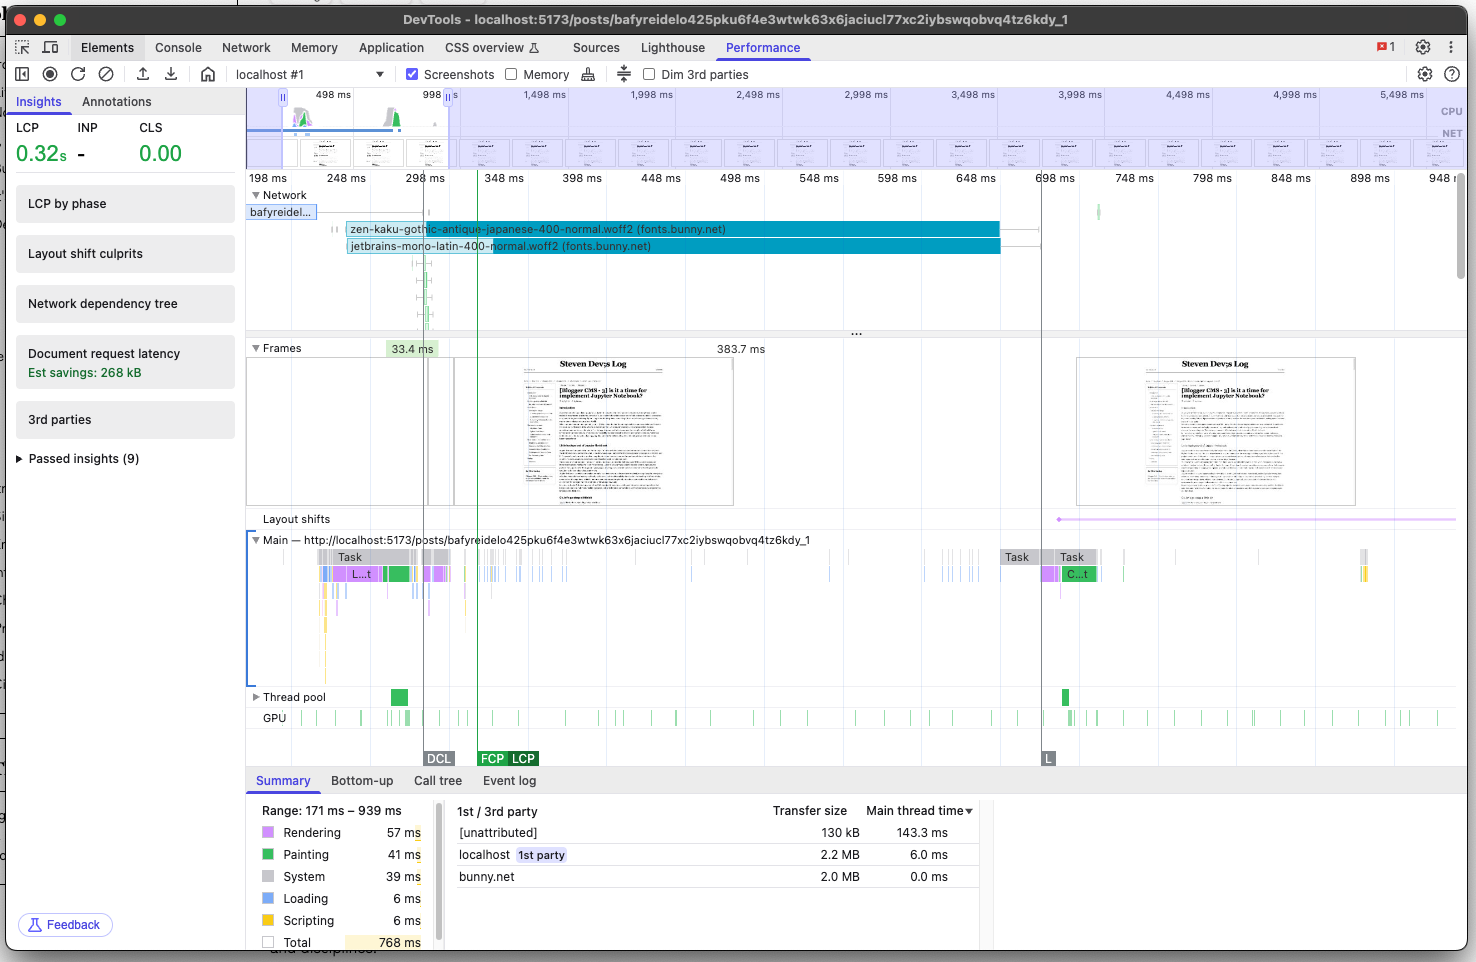 DevTools - localhost:5173/posts/bafyreidelo425pku6f4e3wtwk63x6jaciucl77xc2iybswqobvq4tz6kdy_1
Elements Console Network Memory Application CSS overview Sources Lighthouse Performance 1
localhost #1 Screenshots Memory Dim 3rd parties
Insights Annotations
LCP INP CLS
0.32s - 0.00
LCP by phase
Layout shift culprits
Network dependency tree
Document request latency
Est savings: 268 kB
3rd parties
Passed insights (9)
Feedback
498 ms 998 s 1,498 ms 1,998 ms 2,498 ms 2,998 ms 3,498 ms 3,998 ms 4,498 ms 4,998 ms 5,498 ms
CPU
NET
198 ms 248 ms 298 ms 348 ms 398 ms 448 ms 498 ms 548 ms 598 ms 648 ms 698 ms 748 ms 798 ms 848 ms 898 ms 948
Network
bafyreidel...
zen-kaku-gothic-antique-japanese-400-normal.woff2 (fonts.bunny.net)
jetbrains-mono-latin-400-normal.woff2 (fonts.bunny.net)
Frames 33.4 ms 383.7 ms
Steven Dev;s Log
[Blogger CMS - 3] is it a time for
implement Jupyter Notebook?
Steven Dev;s Log
[Blogger CMS - 3] is it a time for
implement Jupyter Notebook?
Layout shifts
Main — http://localhost:5173/posts/bafyreidelo425pku6f4e3wtwk63x6jaciucl77xc2iybswqobvq4tz6kdy_1
Task Task Task
L...t C...t
Thread pool
GPU
DCL FCP LCP L
Summary Bottom-up Call tree Event log
Range: 171 ms – 939 ms
Rendering 57 ms
Painting 41 ms
System 39 ms
Loading 6 ms
Scripting 6 ms
Total 768 ms
1st / 3rd party Transfer size Main thread time
[unattributed] 130 kB 143.3 ms
localhost 1st party 2.2 MB 6.0 ms
bunny.net 2.0 MB 0.0 ms